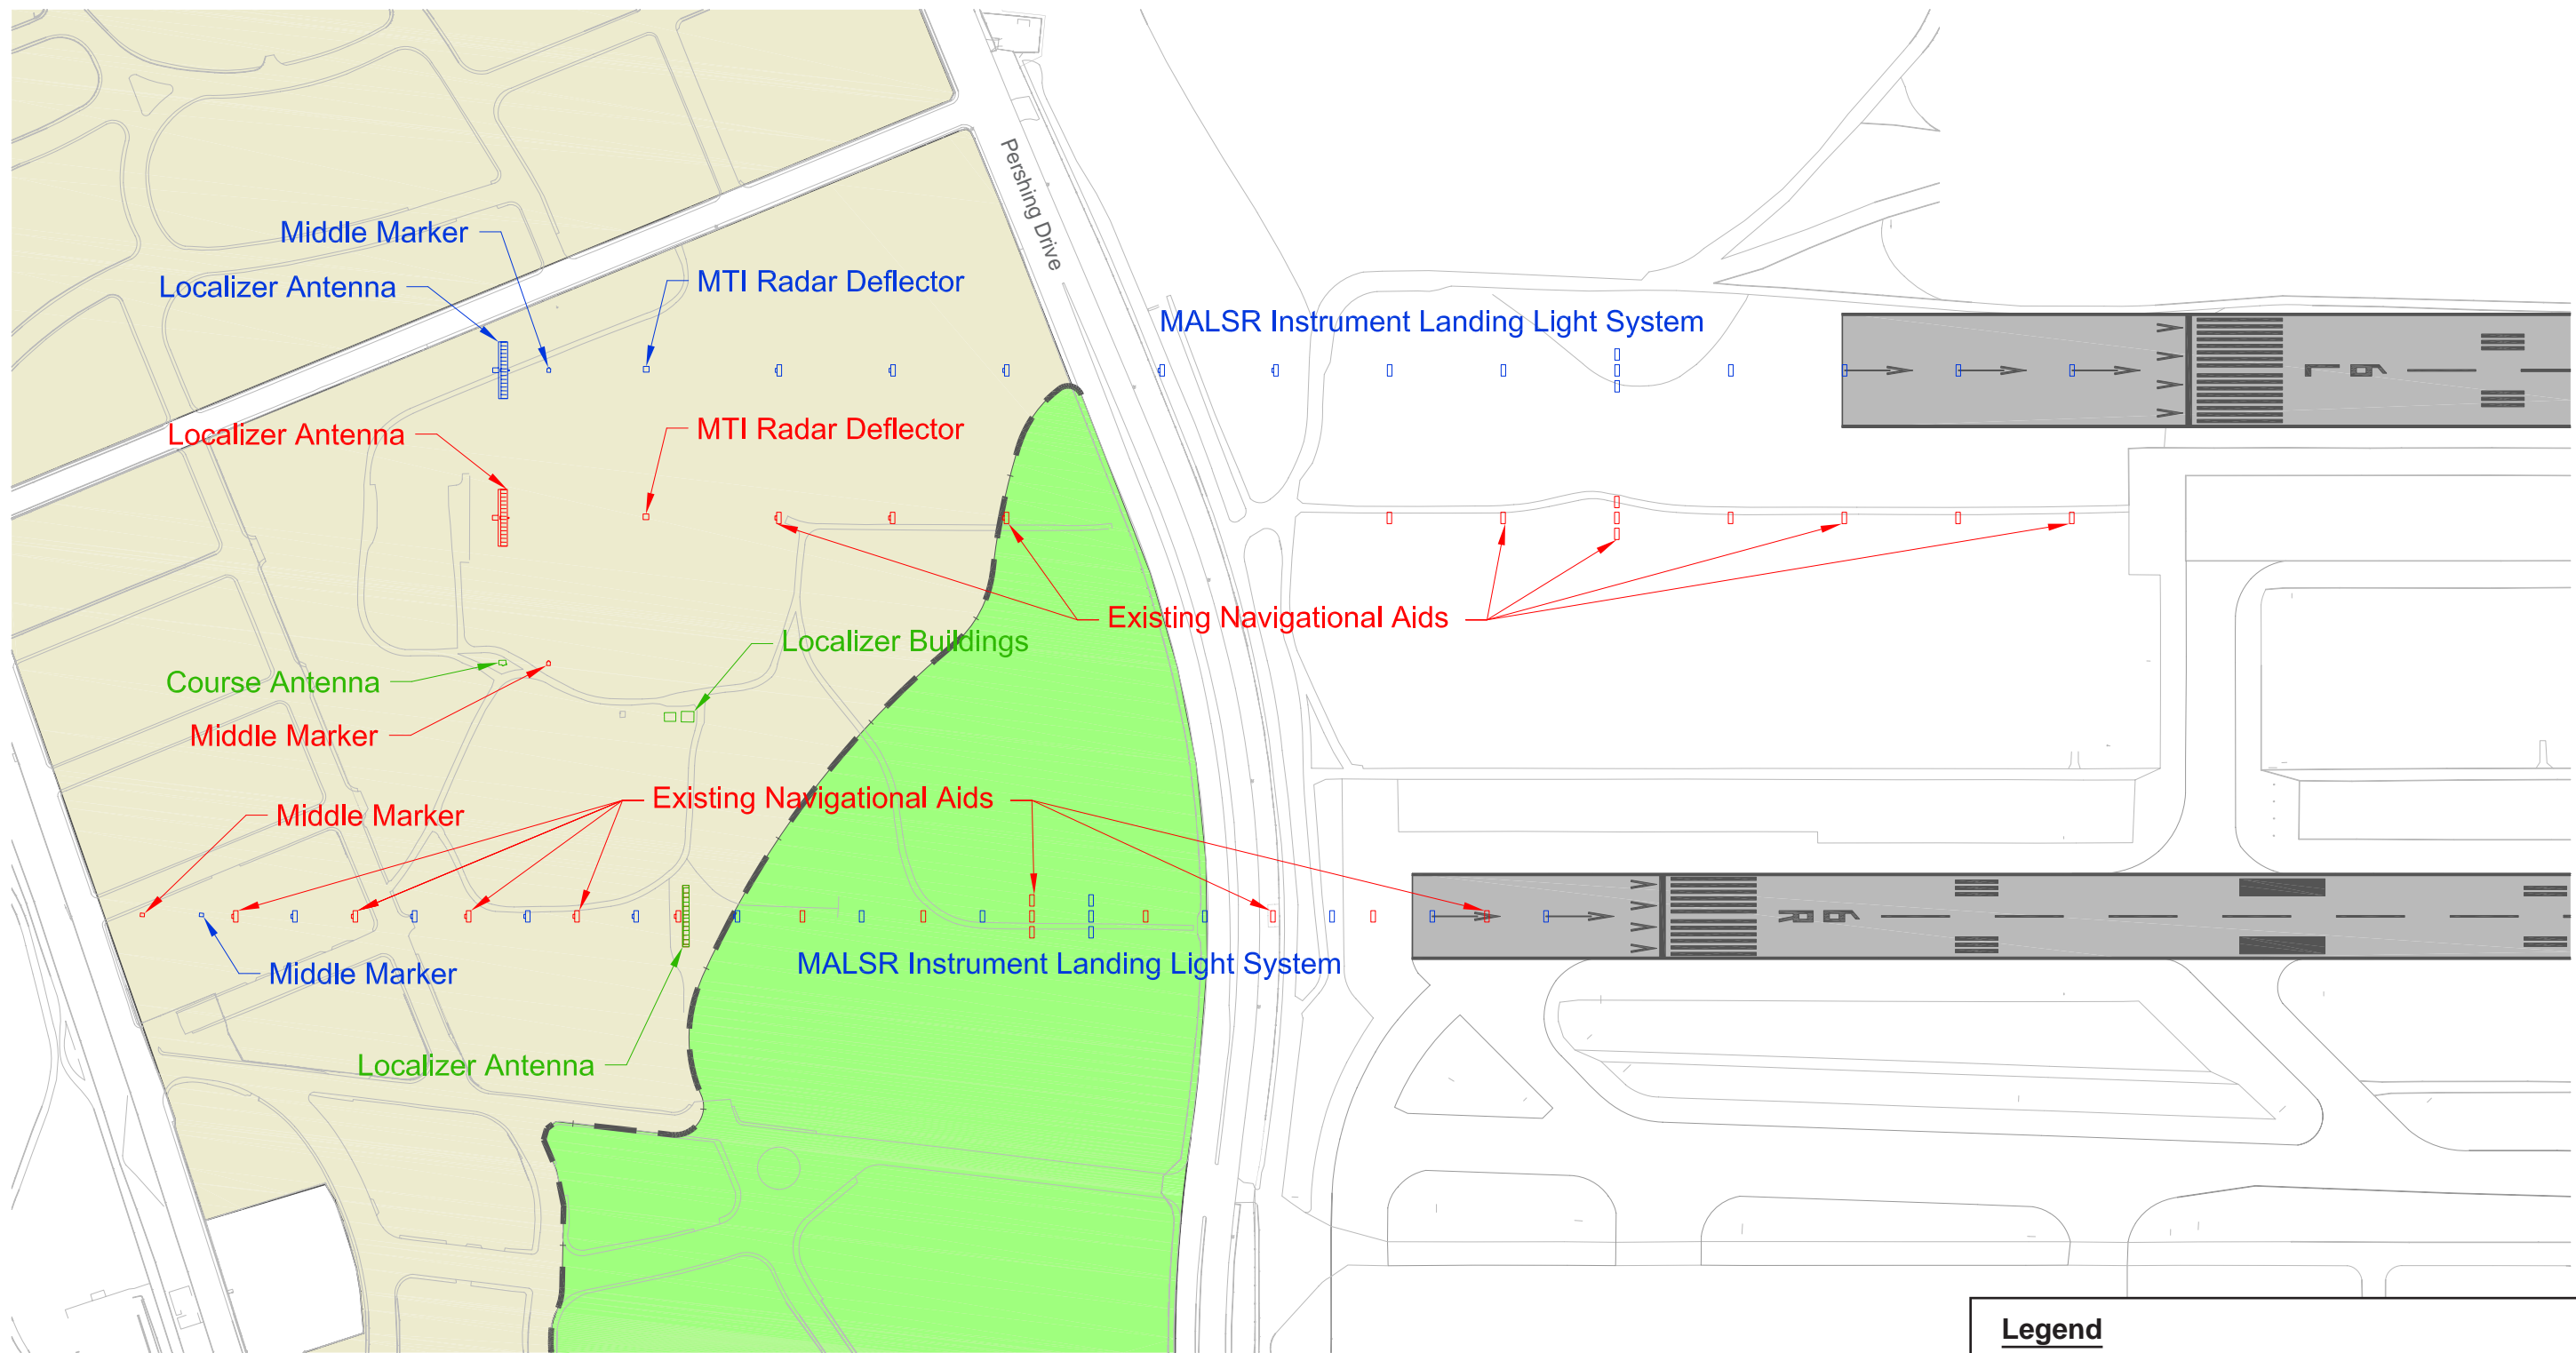 Pershing Drive
Middle Marker
MTI Radar Deflector
Localizer Antenna
MALSR Instrument Landing Light System
6L
Localizer Antenna
MTI Radar Deflector
Existing Navigational Aids
Localizer Buildings
Course Antenna
Middle Marker
Existing Navigational Aids
Middle Marker
6R
MALSR Instrument Landing Light System
Middle Marker
Localizer Antenna
Legend